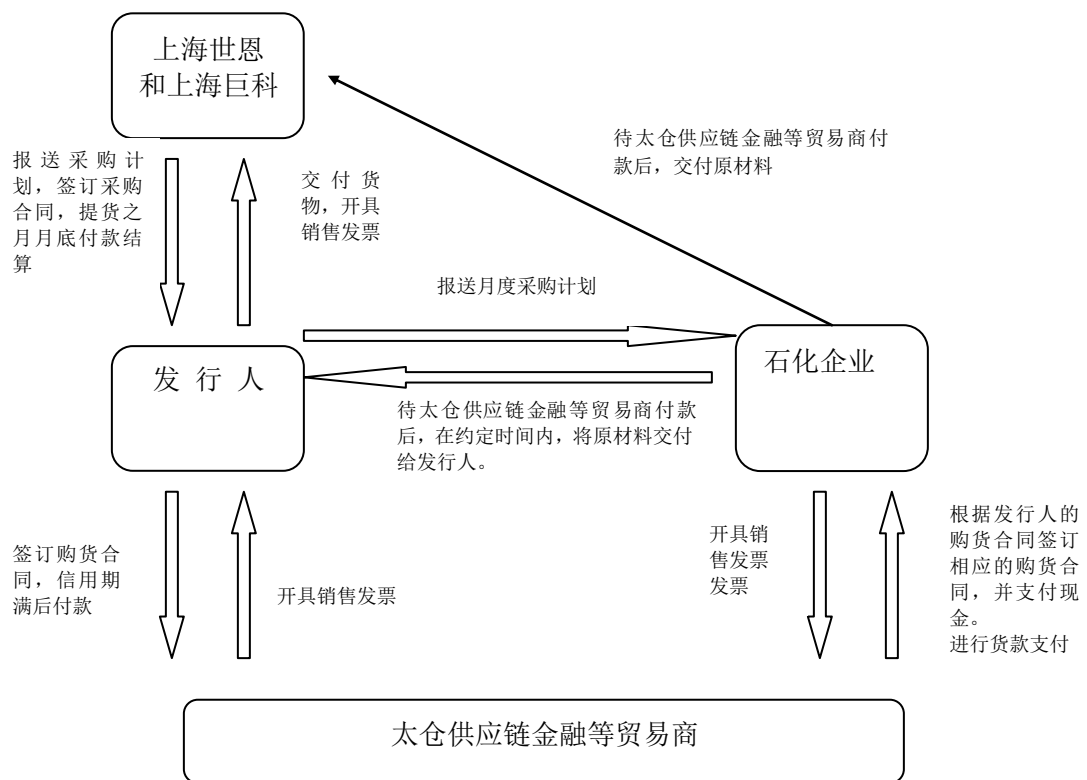 上海世恩
和上海巨科
待太仓供应链金融等贸易商付
款后，交付原材料
报送采购计
划，签订采购
合同，提货之
月月底付款结
算
交付货
物，开具
销售发票
报送月度采购计划
发行人
石化企业
待太仓供应链金融等贸易商付款
后，在约定时间内，将原材料交付
给发行人。
签订购货合
同，信用期
满后付款
开具销售发票
开具销
售发票
发票
根据发行人的
购货合同签订
相应的购货合
同，并支付现
金。
进行货款支付
太仓供应链金融等贸易商